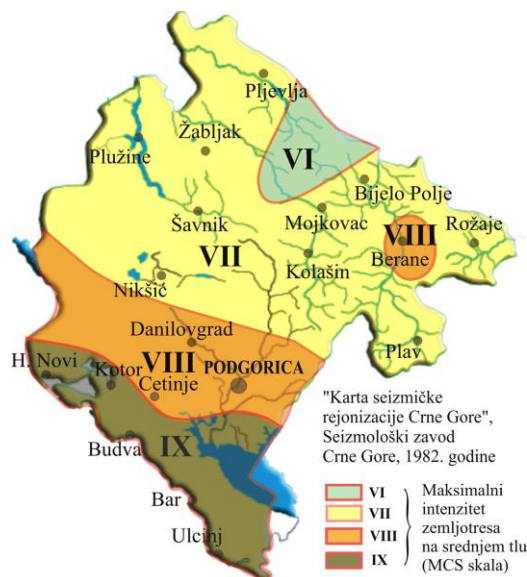 Pljevlja
Žabljak
Plužine
VI
Bijelo Polje
Šavnik
Mojkovac
VIII
Rožaje
VII
Berane
Kolašin
Nikšić
Danilovgrad
Plav
VIII
PODGORICA
H. Novi
Kotor
Cetinje
IX
Budva
Bar
Ulcinj
"Karta seizmičke
rejonizacije Crne Gore",
Seizmološki zavod
Crne Gore, 1982. godine
VI
VII
VIII
IX
Maksimalni
intenzitet
zemljotresa
na srednjem tlu
(MCS skala)